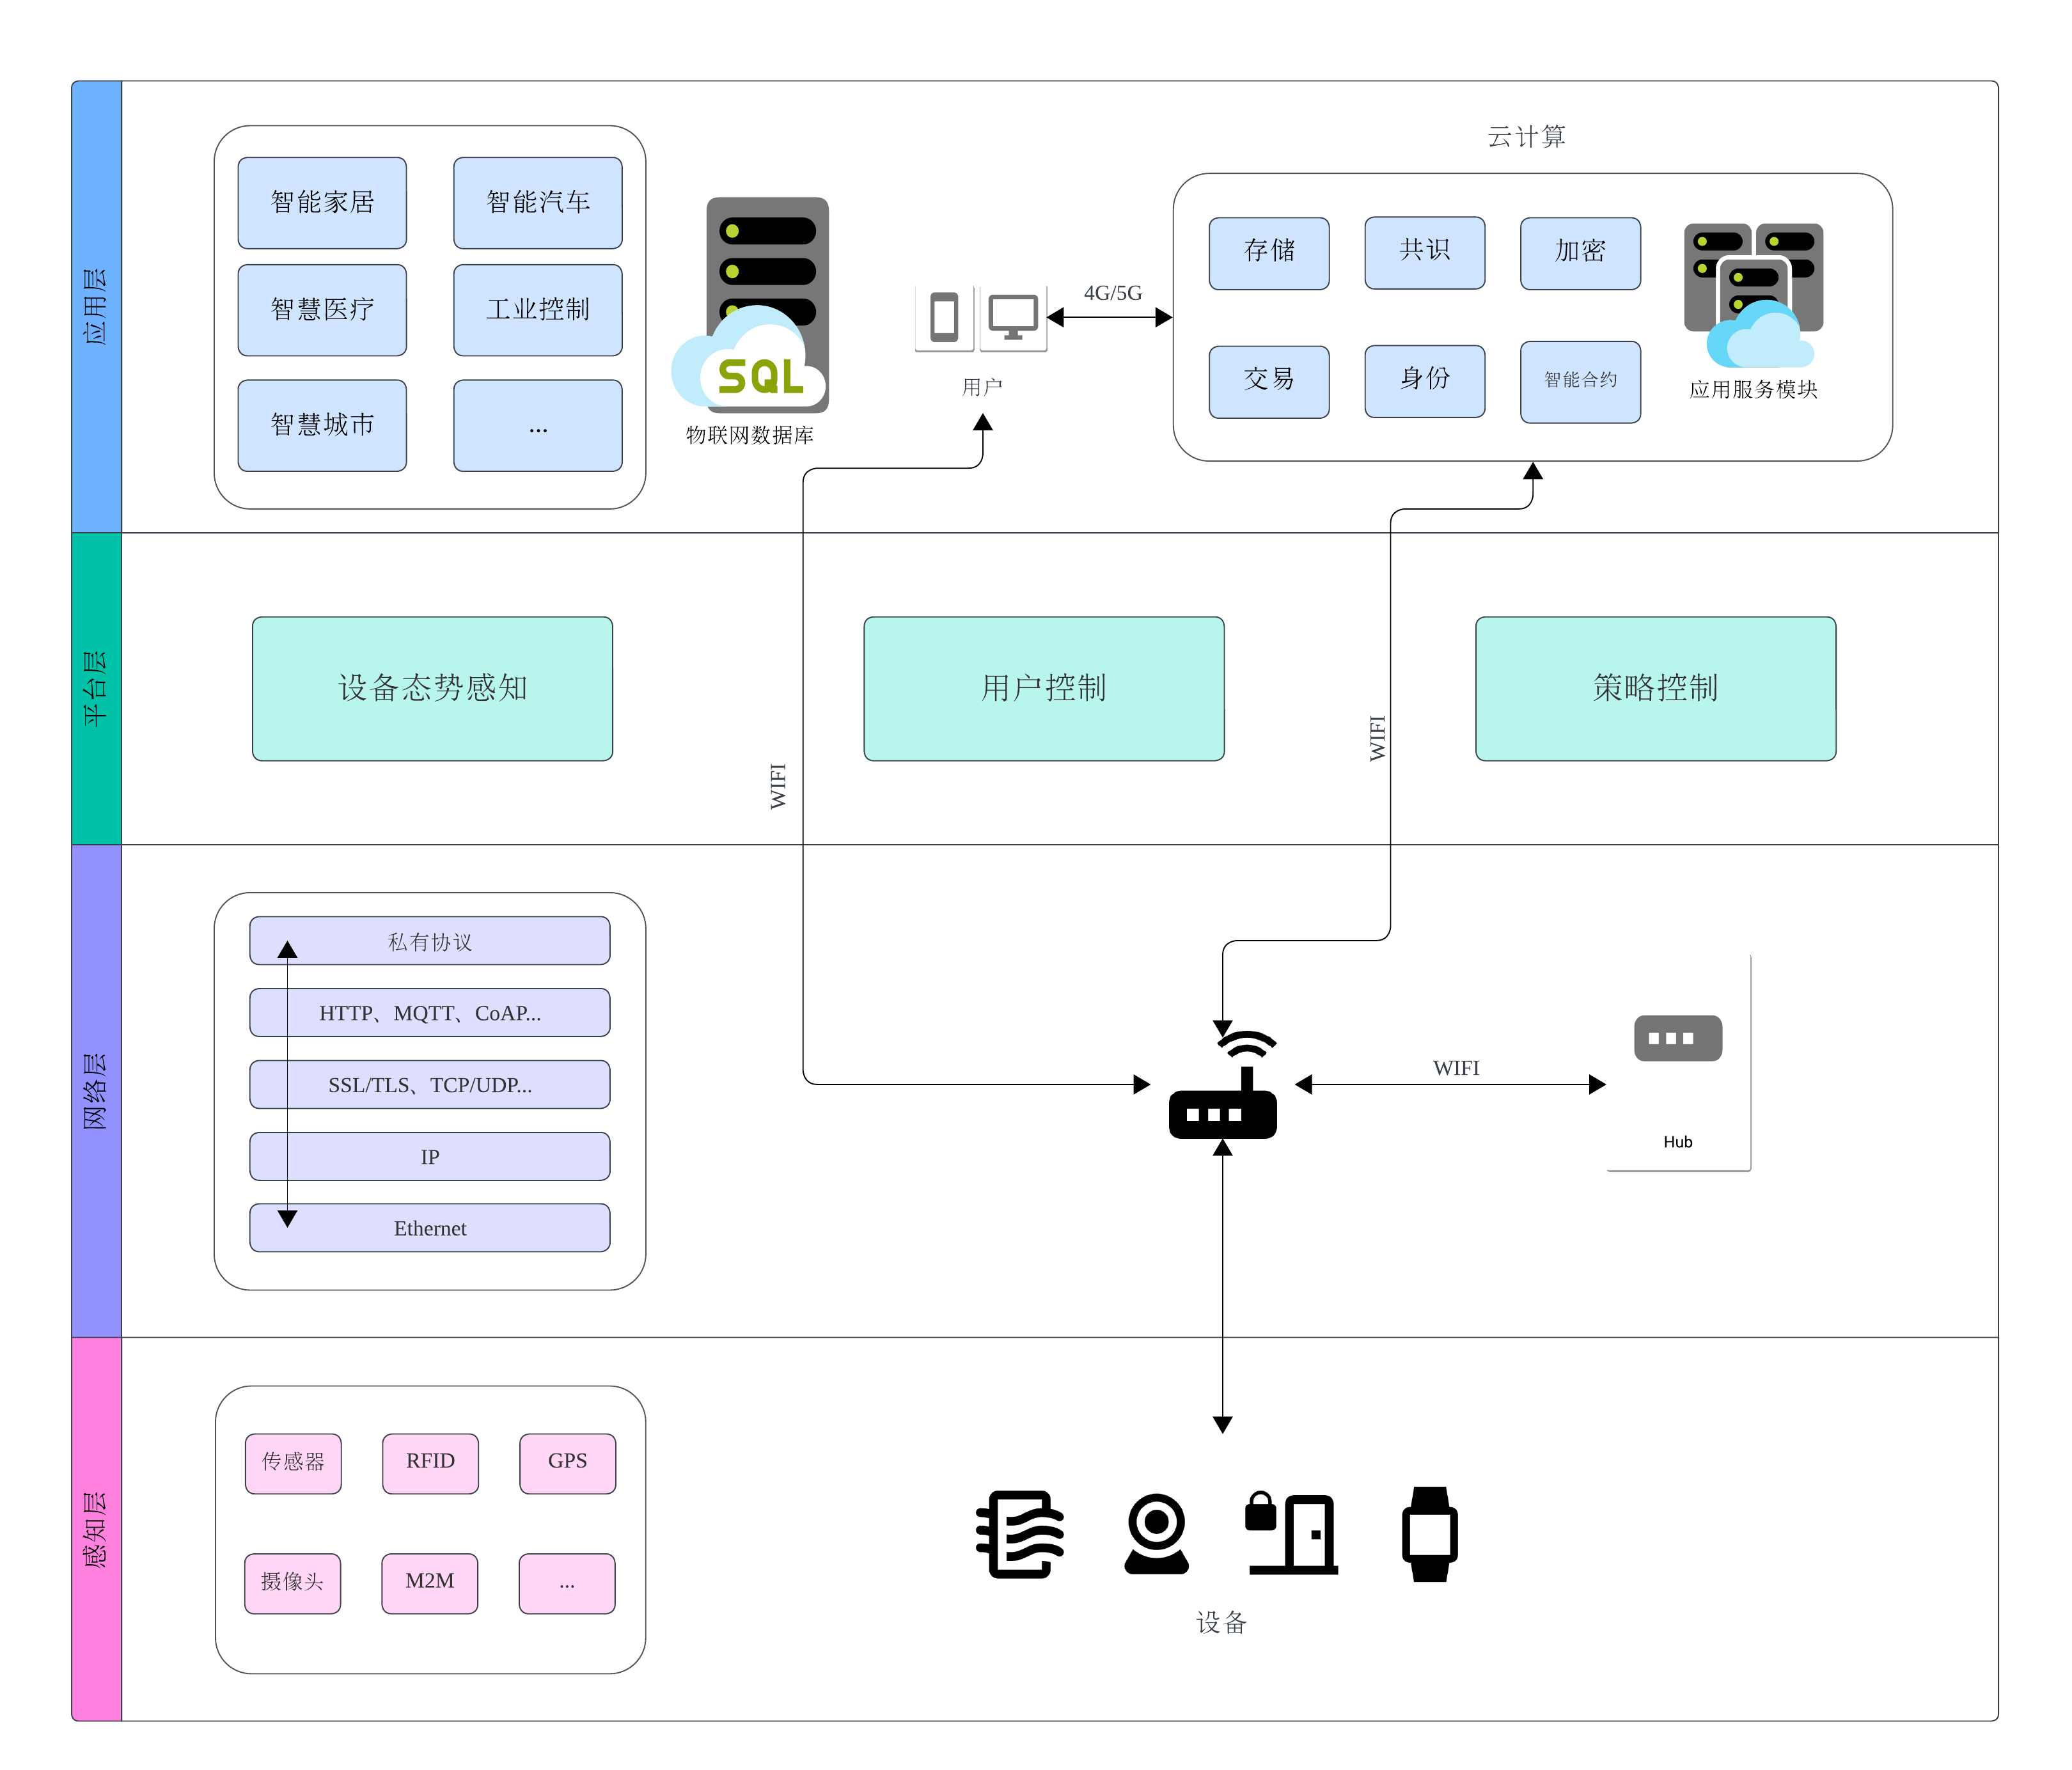 应用层
智能家居
智能汽车
智慧医疗
工业控制
智慧城市
...
SQL
物联网数据库
用户
4G/5G
云计算
存储
共识
加密
交易
身份
智能合约
应用服务模块
平台层
设备态势感知
用户控制
策略控制
WIFI
WIFI
网络层
私有协议
HTTP、MQTT、CoAP...
SSL/TLS、TCP/UDP...
IP
Ethernet
WIFI
Hub
感知层
传感器
RFID
GPS
摄像头
M2M
...
设备